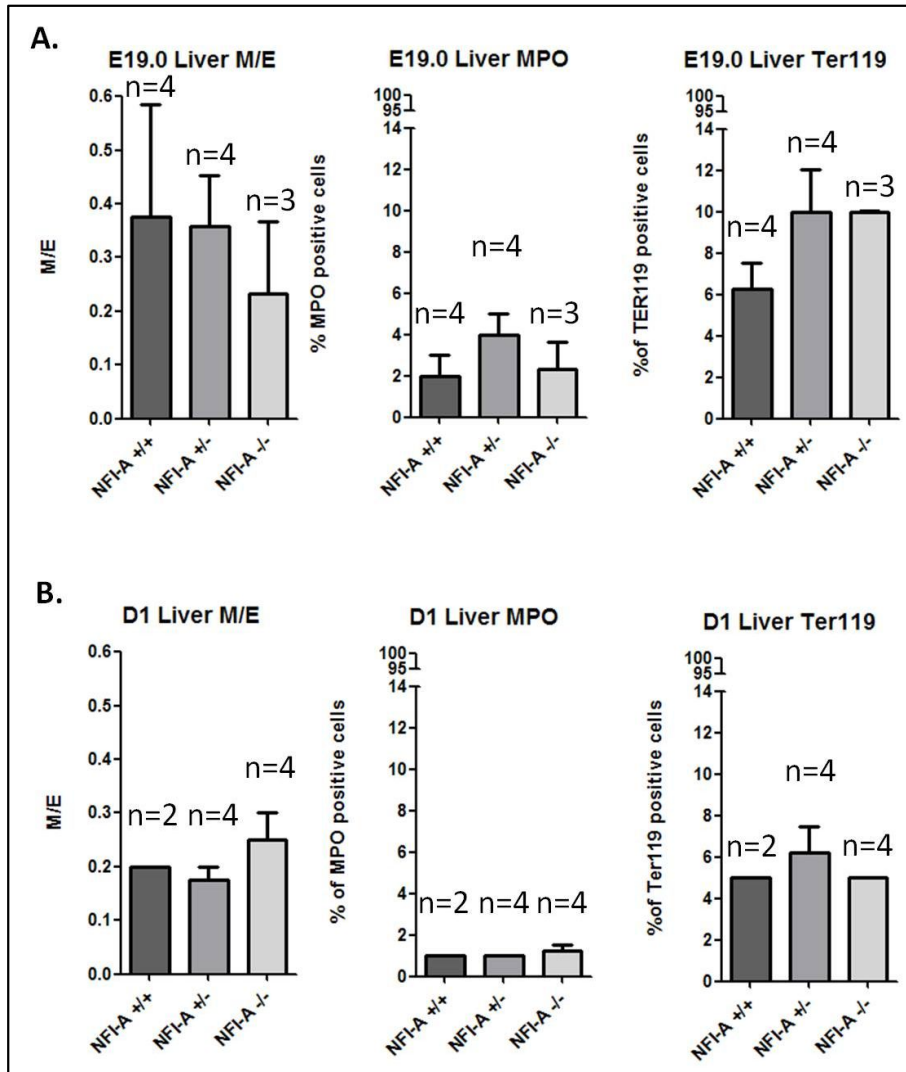 A.
E19.0 Liver M/E
M/E
0.6
0.5
0.4
0.3
0.2
0.1
0.0
n=4
n=4
n=3
NFI-A +/+
NFI-A +/-
NFI-A -/-
E19.0 Liver MPO
% MPO positive cells
100
95
14
12
10
8
6
4
2
0
n=4
n=4
n=3
NFI-A +/+
NFI-A +/-
NFI-A -/-
E19.0 Liver Ter119
%of TER119 positive cells
100
95
14
12
10
8
6
4
2
0
n=4
n=4
n=3
NFI-A +/+
NFI-A +/-
NFI-A -/-
B.
D1 Liver M/E
M/E
0.6
0.5
0.4
0.3
0.2
0.1
0.0
n=2
n=4
n=4
NFI-A +/+
NFI-A +/-
NFI-A -/-
D1 Liver MPO
% of MPO positive cells
100
95
14
12
10
8
6
4
2
0
n=2
n=4
n=4
NFI-A +/+
NFI-A +/-
NFI-A -/-
D1 Liver Ter119
%of Ter119 positive cells
100
95
14
12
10
8
6
4
2
0
n=2
n=4
n=4
NFI-A +/+
NFI-A +/-
NFI-A -/-